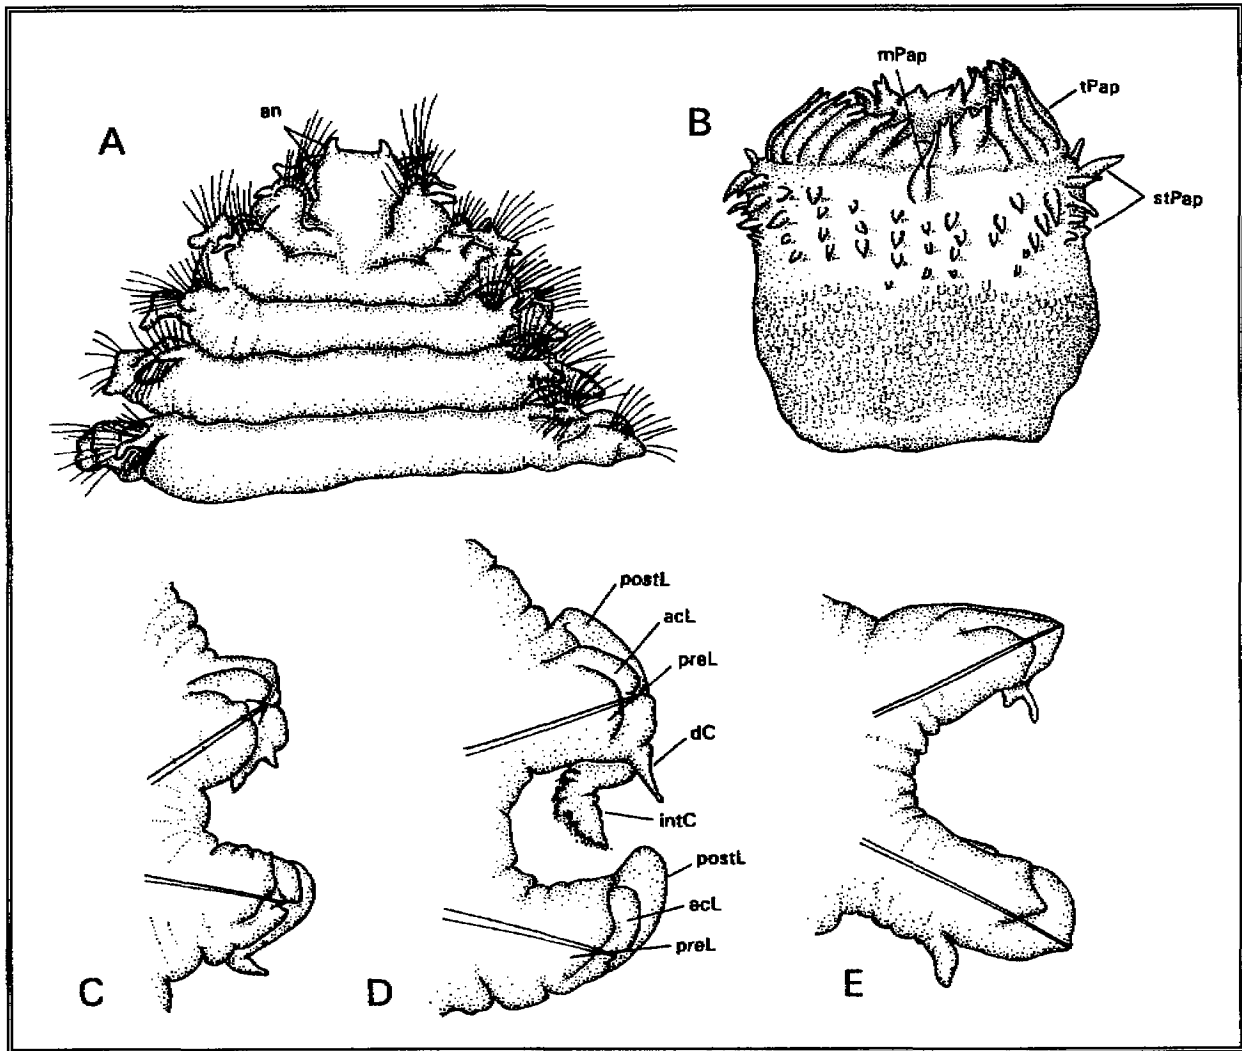 A
an
B
mPap
tPap
stPap
C
D
postL
acL
preL
dC
intC
postL
acL
preL
E